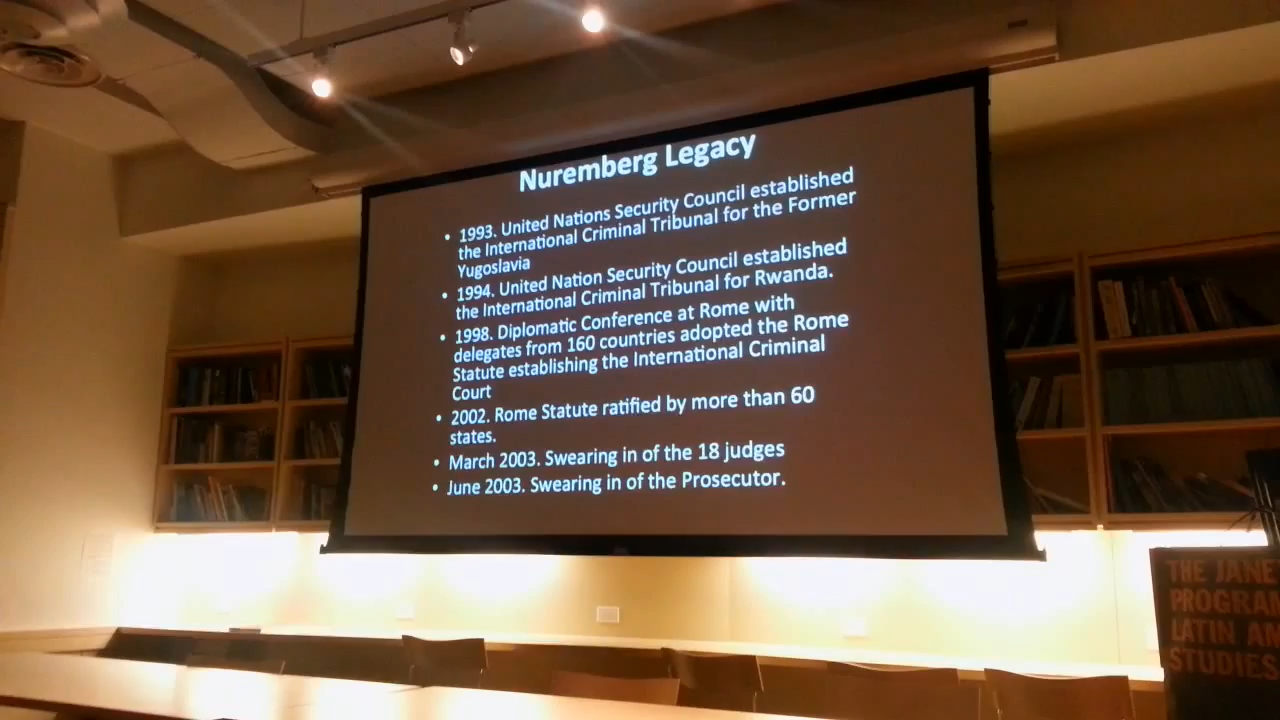 Nuremberg Legacy
• 1993. United Nations Security Council established
the International Criminal Tribunal for the Former
Yugoslavia
• 1994. United Nation Security Council established
the International Criminal Tribunal for Rwanda.
• 1998. Diplomatic Conference at Rome with
delegates from 160 countries adopted the Rome
Statute establishing the International Criminal
Court
• 2002. Rome Statute ratified by more than 60
states.
• March 2003. Swearing in of the 18 judges
• June 2003. Swearing in of the Prosecutor.
THE JANE
PROGRA
LATIN AM
STUDIES